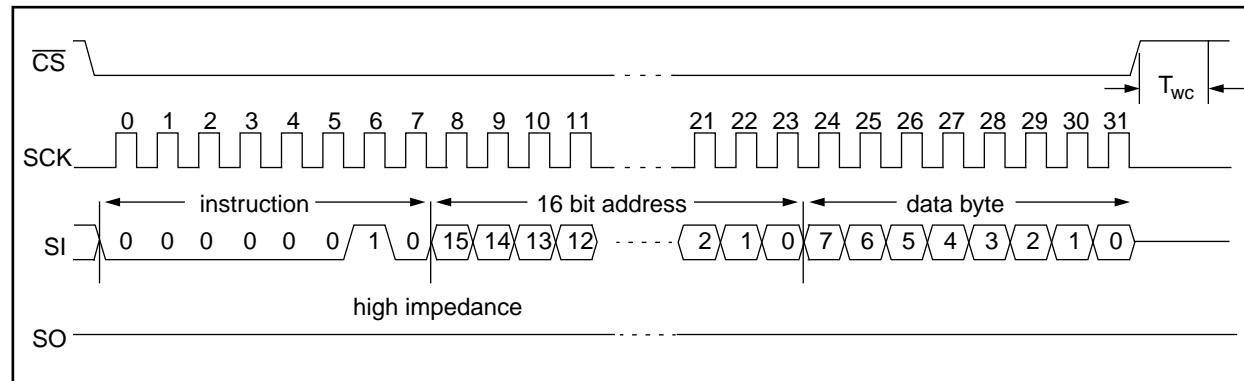 CS
T_WC
0 1 2 3 4 5 6 7 8 9 10 11 21 22 23 24 25 26 27 28 29 30 31
SCK
instruction 16 bit address data byte
SI 0 0 0 0 0 0 1 0 15 14 13 12 2 1 0 7 6 5 4 3 2 1 0
high impedance
SO